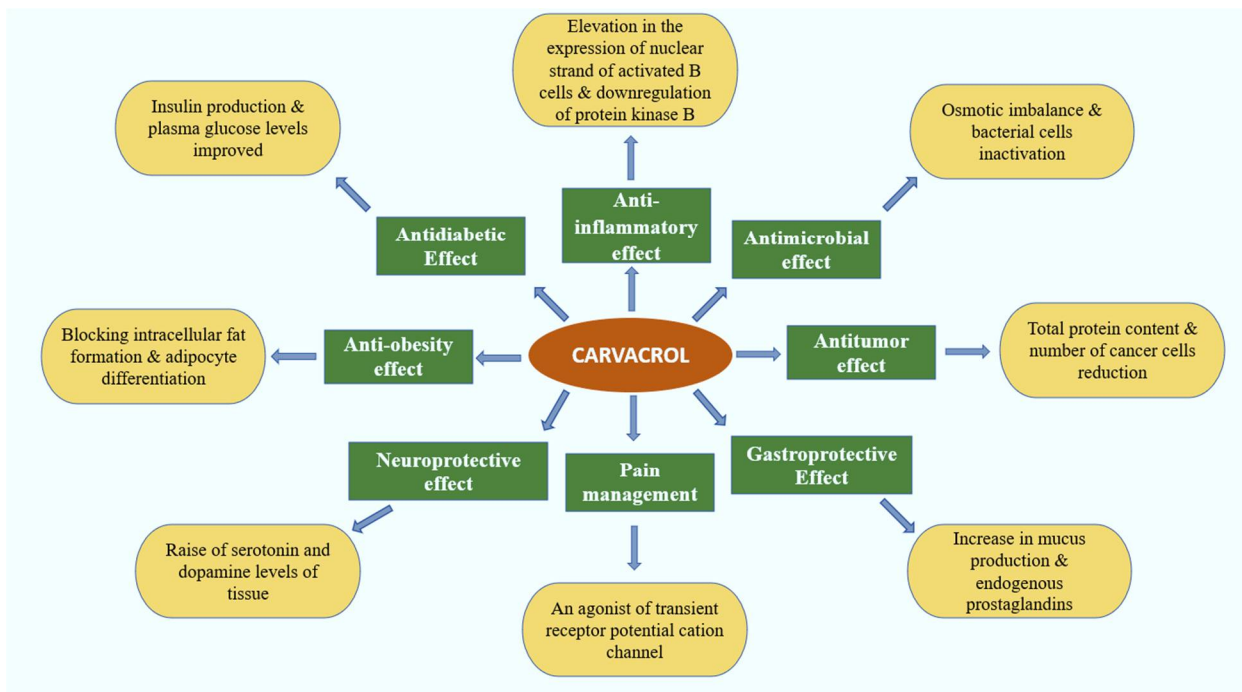 Elevation in the
expression of nuclear
strand of activated B
cells & downregulation
of protein kinase B
Insulin production &
plasma glucose levels
improved
Osmotic imbalance &
bacterial cells
inactivation
Anti-
inflammatory
effect
Antidiabetic
Effect
Antimicrobial
effect
Blocking intracellular fat
formation & adipocyte
differentiation
Anti-obesity
effect
CARVACROL
Antitumor
effect
Total protein content &
number of cancer cells
reduction
Neuroprotective
effect
Pain
management
Gastroprotective
Effect
Raise of serotonin and
dopamine levels of
tissue
An agonist of transient
receptor potential cation
channel
Increase in mucus
production &
endogenous
prostaglandins